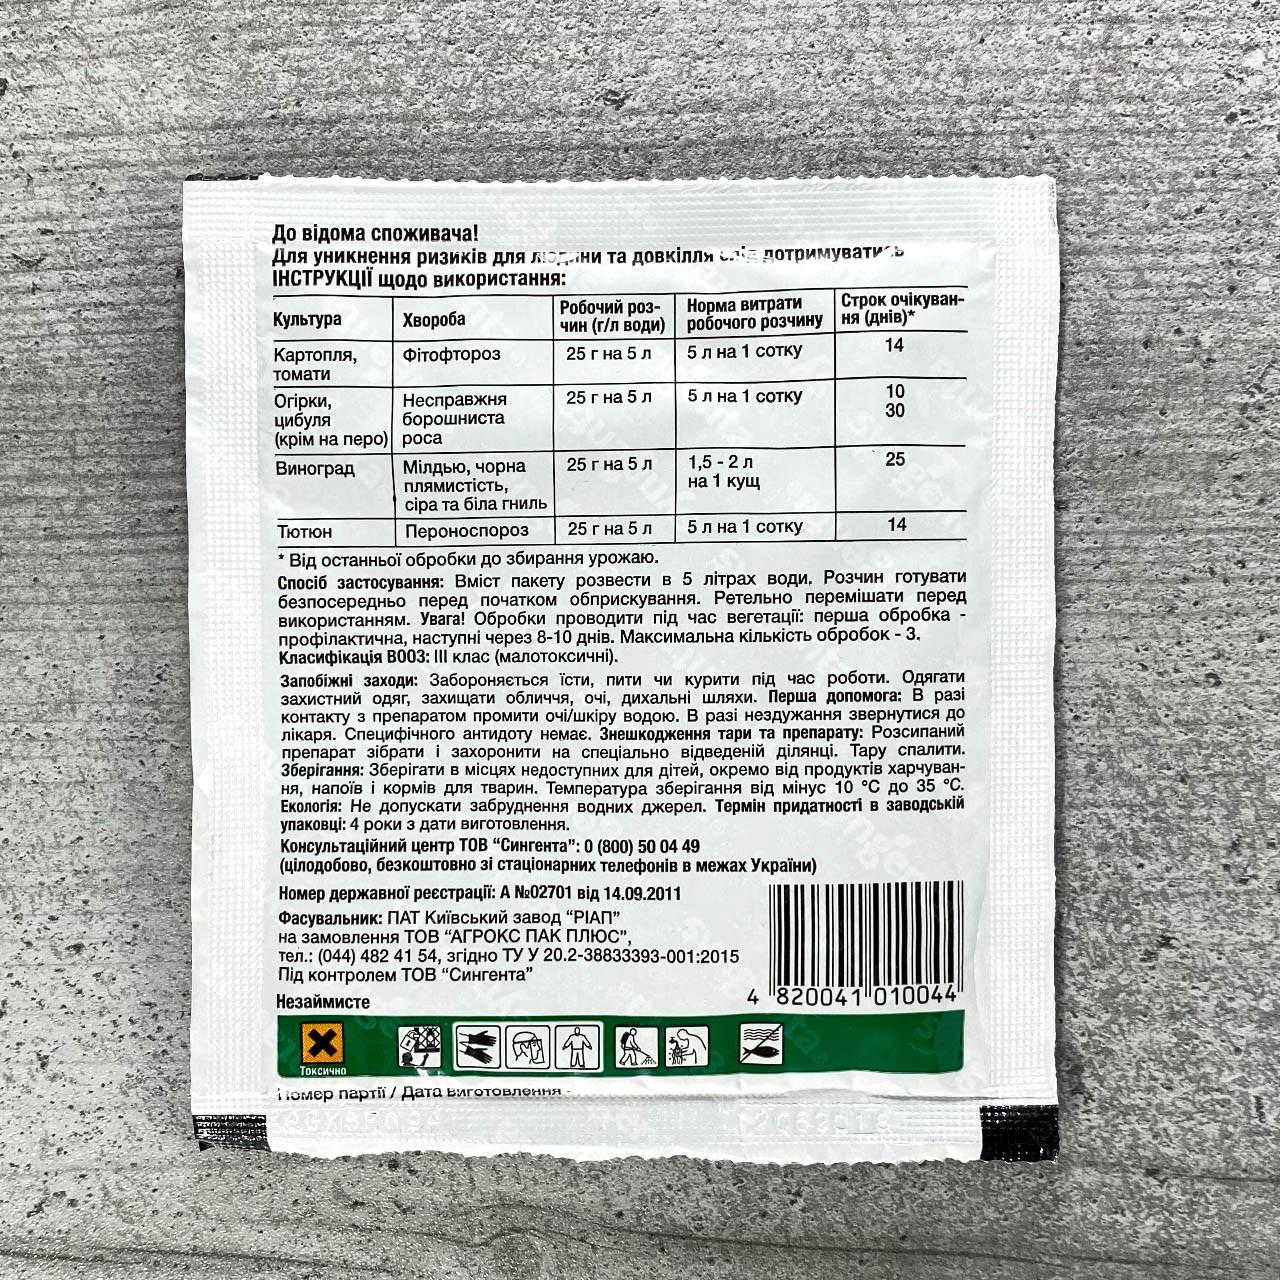 До відома споживача!
Для уникнення ризиків для людини та довкілля слід дотримуватись
ІНСТРУКЦІЇ щодо використання:
Культура Хвороба Робочий роз- Норма витрати Строк очікуван-
чин (г/л води) робочого розчину ня (днів)*
Картопля, Фітофтороз 25 г на 5 л 5 л на 1 сотку 14
томати
Огірки, Несправжня 25 г на 5 л 5 л на 1 сотку 10
цибуля борошниста 30
(крім на перо) роса
Виноград Мілдью, чорна 25 г на 5 л 1,5 - 2 л 25
плямистість, на 1 кущ
сіра та біла гниль
Тютюн Пероноспороз 25 г на 5 л 5 л на 1 сотку 14
* Від останньої обробки до збирання урожаю.
Спосіб застосування: Вміст пакету розвести в 5 літрах води. Розчин готувати
безпосередньо перед початком обприскування. Ретельно перемішати перед
використанням. Увага! Обробки проводити під час вегетації: перша обробка -
профілактична, наступні через 8-10 днів. Максимальна кількість обробок - 3.
Класифікація ВООЗ: III клас (малотоксичні).
Запобіжні заходи: Забороняється їсти, пити чи курити під час роботи. Одягати
захистний одяг, захищати обличчя, очі, дихальні шляхи. Перша допомога: В разі
контакту з препаратом промити очі/шкіру водою. В разі нездужання звернутися до
лікаря. Специфічного антидоту немає. Знешкодження тари та препарату: Розсипаний
препарат зібрати і захоронити на спеціально відведеній ділянці. Тару спалити.
Зберігання: Зберігати в місцях недоступних для дітей, окремо від продуктів харчуван-
ня, напоїв і кормів для тварин. Температура зберігання від мінус 10 °С до 35 °С.
Екологія: Не допускати забруднення водних джерел. Термін придатності в заводській
упаковці: 4 роки з дати виготовлення.
Консультаційний центр ТОВ “Сингента”: 0 (800) 50 04 49
(цілодобово, безкоштовно зі стаціонарних телефонів в межах України)
Номер державної реєстрації: А №02701 від 14.09.2011
Фасувальник: ПАТ Київський завод “РІАП”
на замовлення ТОВ “АГРОКС ПАК ПЛЮС”,
тел.: (044) 482 41 54, згідно ТУ У 20.2-38833393-001:2015
Під контролем ТОВ “Сингента”
Незаймисте
4 820041 010044
Токсично
Номер партії / Дата виготовлення -